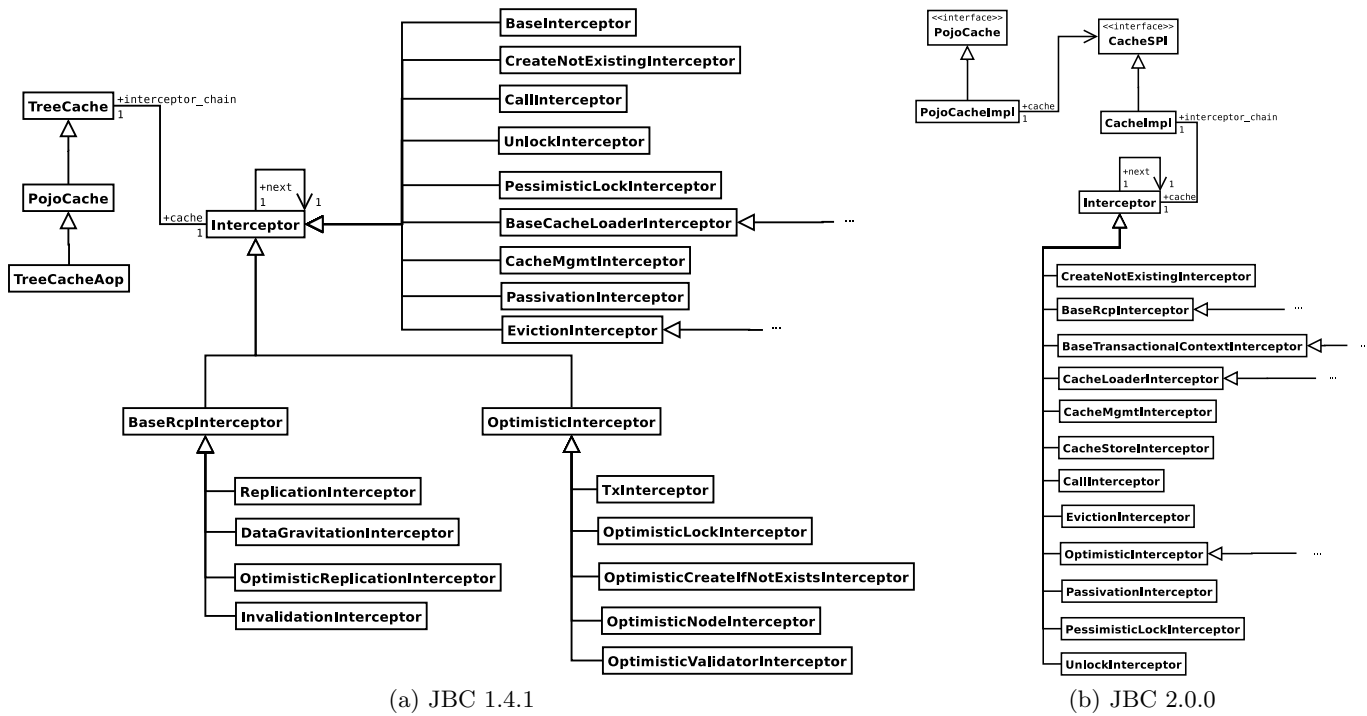 TreeCache
+interceptor_chain
1
PojoCache
TreeCacheAop
+next
1
1
+cache
1
Interceptor
BaseInterceptor
CreateNotExistingInterceptor
CallInterceptor
UnlockInterceptor
PessimisticLockInterceptor
BaseCacheLoaderInterceptor
...
CacheMgmtInterceptor
PassivationInterceptor
EvictionInterceptor
...
BaseRcpInterceptor
ReplicationInterceptor
DataGravitationInterceptor
OptimisticReplicationInterceptor
InvalidationInterceptor
OptimisticInterceptor
TxInterceptor
OptimisticLockInterceptor
OptimisticCreateIfNotExistsInterceptor
OptimisticNodeInterceptor
OptimisticValidatorInterceptor
(a) JBC 1.4.1
<<interface>>
PojoCache
<<interface>>
CacheSPI
PojoCacheImpl
+cache
1
CacheImpl
+interceptor_chain
1
+next
1
1
Interceptor
+cache
1
CreateNotExistingInterceptor
BaseRcpInterceptor
...
BaseTransactionalContextInterceptor
...
CacheLoaderInterceptor
...
CacheMgmtInterceptor
CacheStoreInterceptor
CallInterceptor
EvictionInterceptor
OptimisticInterceptor
...
PassivationInterceptor
PessimisticLockInterceptor
UnlockInterceptor
(b) JBC 2.0.0